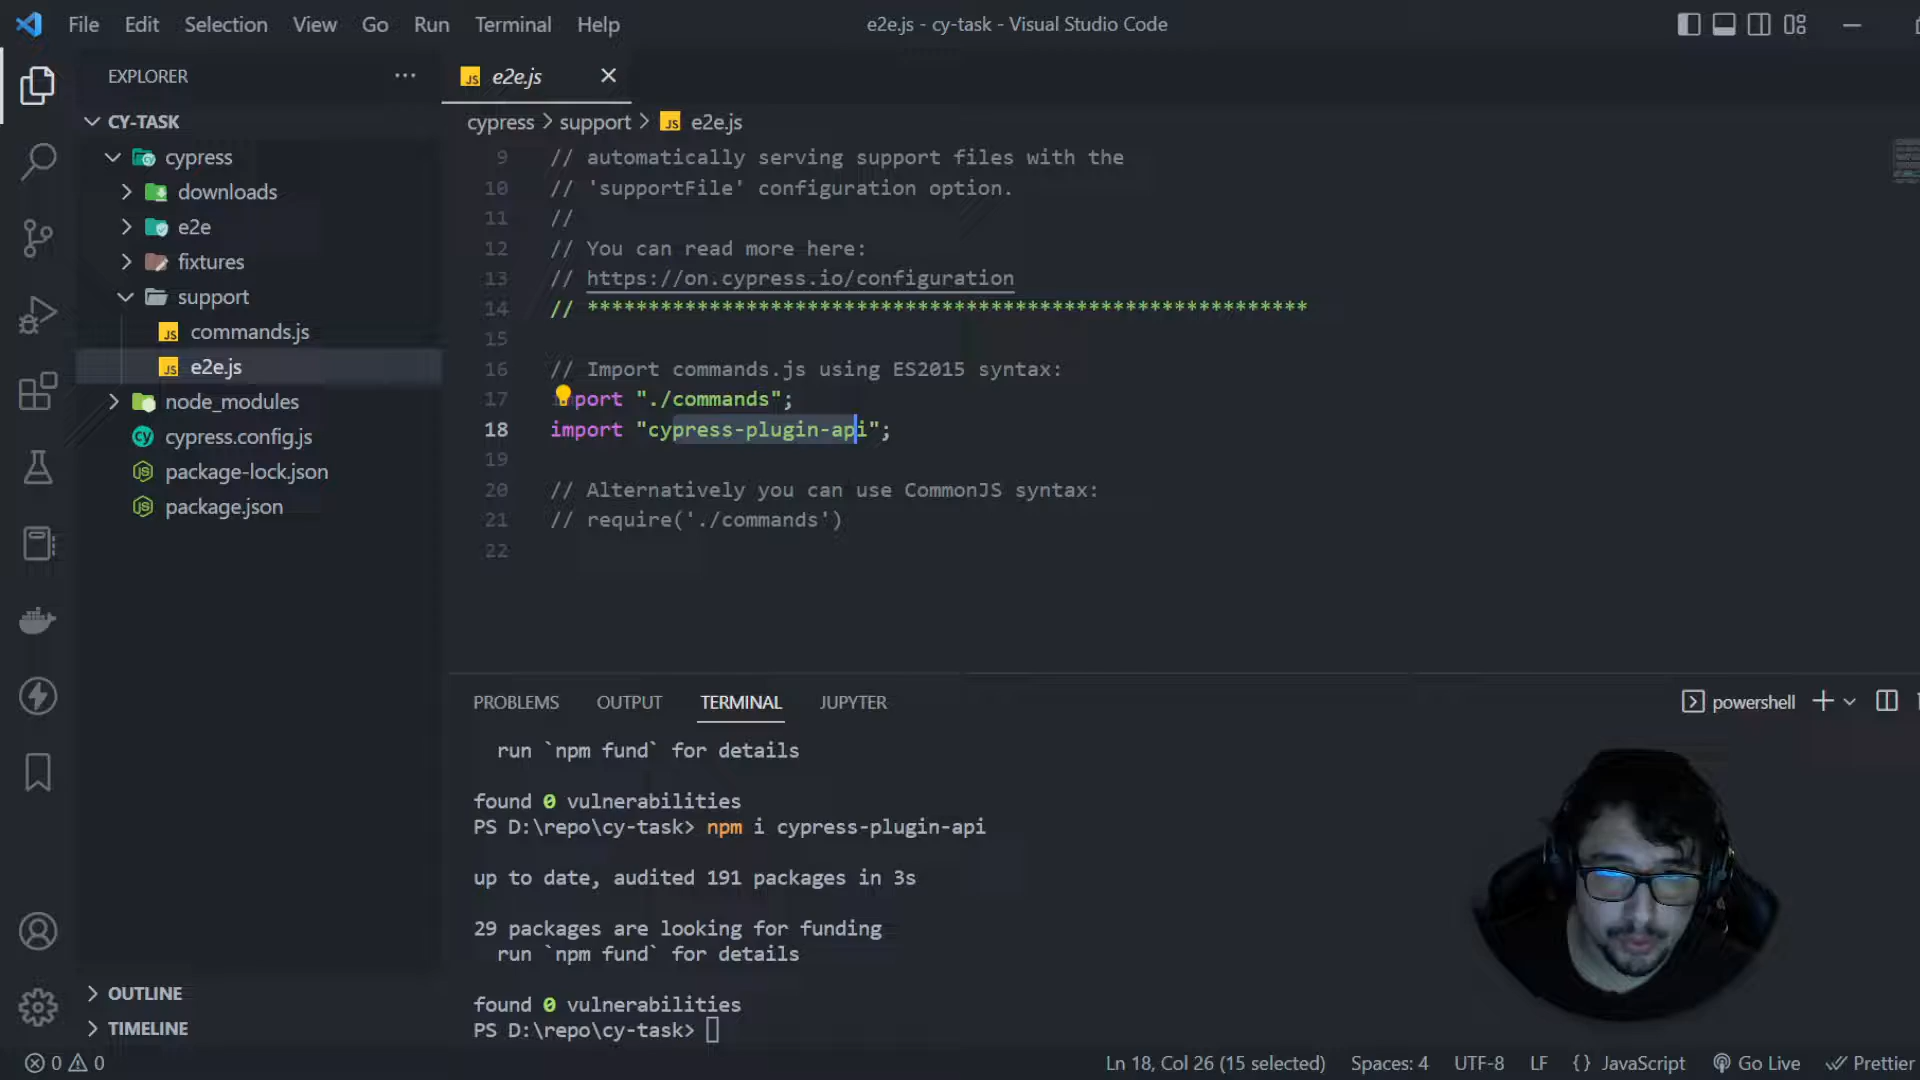 File Edit Selection View Go Run Terminal Help
e2e.js - cy-task - Visual Studio Code
EXPLORER
CY-TASK
cypress
downloads
e2e
fixtures
support
JS commands.js
JS e2e.js
node_modules
cy cypress.config.js
package-lock.json
package.json
OUTLINE
TIMELINE
JS e2e.js
cypress > support > JS e2e.js
9 // automatically serving support files with the
10 // 'supportFile' configuration option.
11 //
12 // You can read more here:
13 // https://on.cypress.io/configuration
14 // ***********************************************************
15
16 // Import commands.js using ES2015 syntax:
17 import "./commands";
18 import "cypress-plugin-api";
19
20 // Alternatively you can use CommonJS syntax:
21 // require('./commands')
22
PROBLEMS OUTPUT TERMINAL JUPYTER
powershell
run `npm fund` for details
found 0 vulnerabilities
PS D:\repo\cy-task> npm i cypress-plugin-api
up to date, audited 191 packages in 3s
29 packages are looking for funding
run `npm fund` for details
found 0 vulnerabilities
PS D:\repo\cy-task>
0 0
Ln 18, Col 26 (15 selected) Spaces: 4 UTF-8 LF {} JavaScript Go Live Prettier